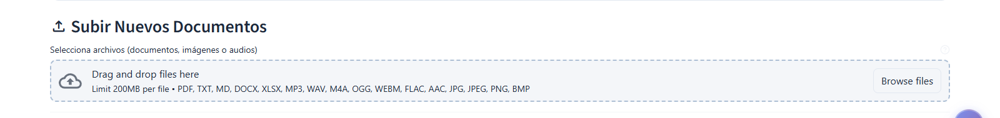 Subir Nuevos Documentos
Selecciona archivos (documentos, imágenes o audios)
Drag and drop files here
Limit 200MB per file • PDF, TXT, MD, DOCX, XLSX, MP3, WAV, M4A, OGG, WEBM, FLAC, AAC, JPG, JPEG, PNG, BMP
Browse files